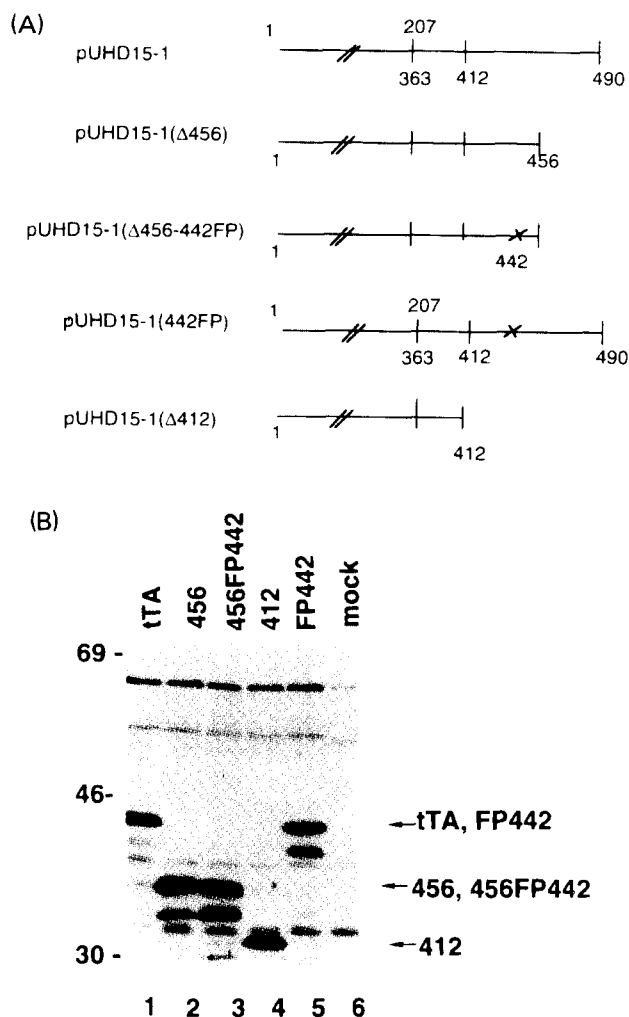 (A)
1
207
pUHD15-1
363 412 490
pUHD15-1(Δ456)
1 456
pUHD15-1(Δ456-442FP)
1 442
1
207
pUHD15-1(442FP)
363 412 490
pUHD15-1(Δ412)
1 412
(B)
tTA 456 456FP442 412 FP442 mock
69 -
46-
tTA, FP442
456, 456FP442
412
30 -
1 2 3 4 5 6